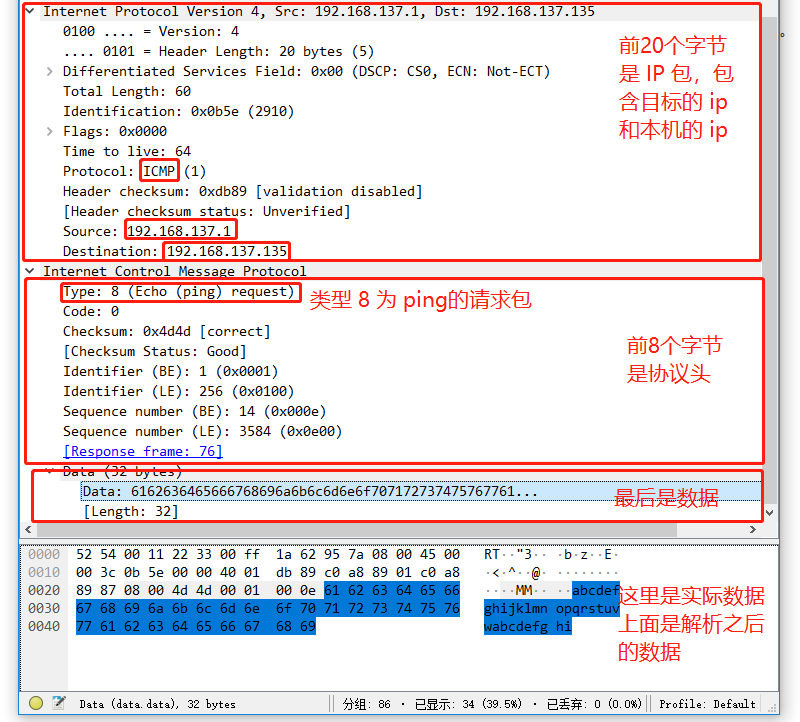 Internet Protocol Version 4, Src: 192.168.137.1, Dst: 192.168.137.135
0100 .... = Version: 4
.... 0101 = Header Length: 20 bytes (5)
Differentiated Services Field: 0x00 (DSCP: CS0, ECN: Not-ECT)
Total Length: 60
Identification: 0x0b5e (2910)
Flags: 0x0000
Time to live: 64
Protocol: ICMP (1)
Header checksum: 0xdb89 [validation disabled]
[Header checksum status: Unverified]
Source: 192.168.137.1
Destination: 192.168.137.135
前20个字节
是 IP 包，包
含目标的 ip
和本机的 ip
。
Internet Control Message Protocol
Type: 8 (Echo (ping) request)
类型 8 为 ping的请求包
Code: 0
Checksum: 0x4d4d [correct]
[Checksum Status: Good]
Identifier (BE): 1 (0x0001)
Identifier (LE): 256 (0x0100)
Sequence number (BE): 14 (0x000e)
Sequence number (LE): 3584 (0x0e00)
[Response frame: 76]
前8个字节
是协议头
Data (32 bytes)
Data: 6162636465666768696a6b6c6d6e6f707172737475767761...
[Length: 32]
最后是数据
0000 52 54 00 11 22 33 00 ff 1a 62 95 7a 08 00 45 00 RT··"3·· ·b·z··E·
0010 00 3c 0b 5e 00 00 40 01 db 89 c0 a8 89 01 c0 a8 ·<·^··@· ········
0020 89 87 08 00 4d 4d 00 01 00 0e 61 62 63 64 65 66 ····MM·· ··abcdef
0030 67 68 69 6a 6b 6c 6d 6e 6f 70 71 72 73 74 75 76 ghijklmn opqrstuv
0040 77 61 62 63 64 65 66 67 68 69 wabcdefg hi
这里是实际数据
上面是解析之后
的数据
Data (data.data), 32 bytes
分组: 86 · 已显示: 34 (39.5%) · 已丢弃: 0 (0.0%)
Profile: Default